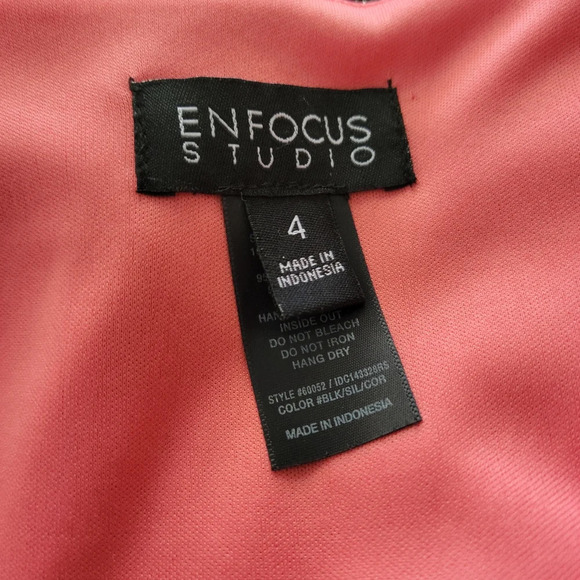 ENFOCUS
STUDIO
4
MADE IN
INDONESIA
INSIDE OUT
DO NOT BLEACH
DO NOT IRON
HANG DRY
STYLE #60052 / IDC143328RS
COLOR #BLK/SIL/COR
MADE IN INDONESIA